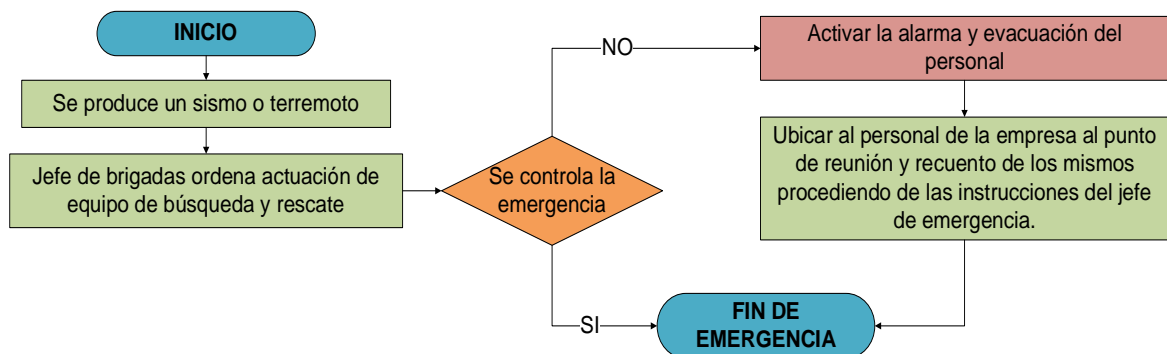 INICIO
Se produce un sismo o terremoto
Jefe de brigadas ordena actuación de
equipo de búsqueda y rescate
Se controla la
emergencia
NO
Activar la alarma y evacuación del
personal
Ubicar al personal de la empresa al punto
de reunión y recuento de los mismos
procediendo de las instrucciones del jefe
de emergencia.
SI
FIN DE
EMERGENCIA